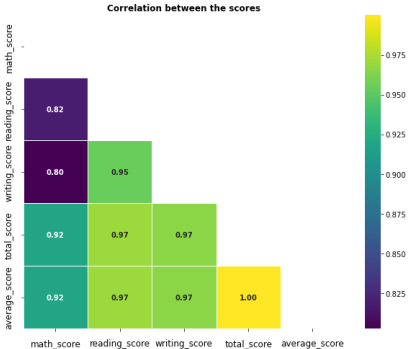 Correlation between the scores
math_score
reading_score
0.82
writing_score
0.80 0.95
total_score
0.92 0.97 0.97
average_score
0.92 0.97 0.97 1.00
math_score reading_score writing_score total_score average_score
0.975
0.950
0.925
0.900
0.875
0.850
0.825